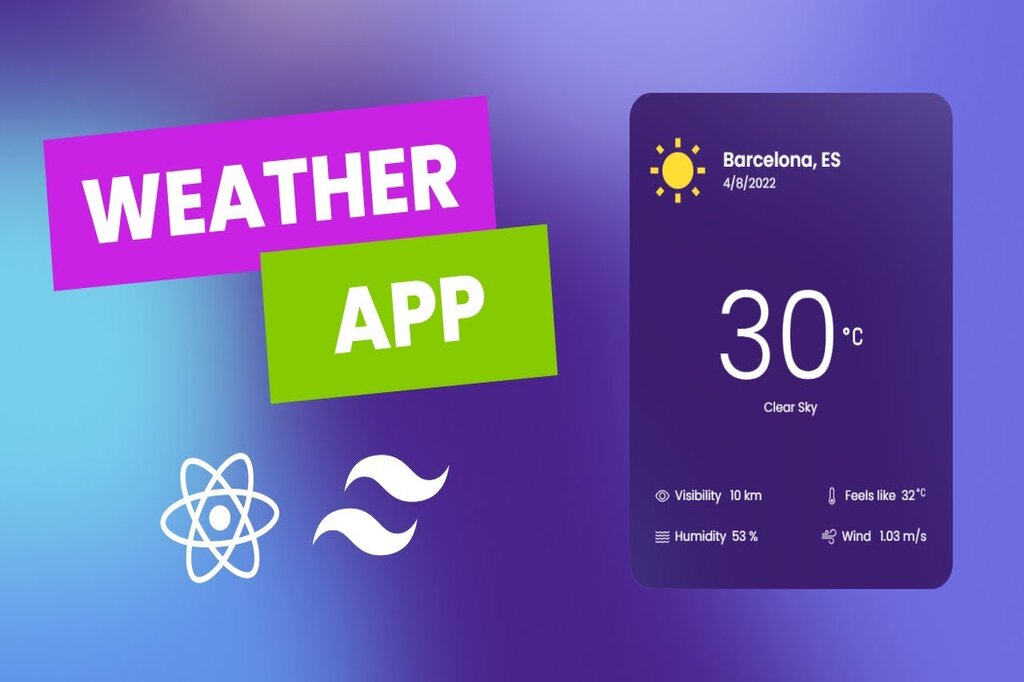 WEATHER
APP
Barcelona, ES
4/8/2022
30 °C
Clear Sky
Visibility 10 km
Feels like 32°C
Humidity 53 %
Wind 1.03 m/s